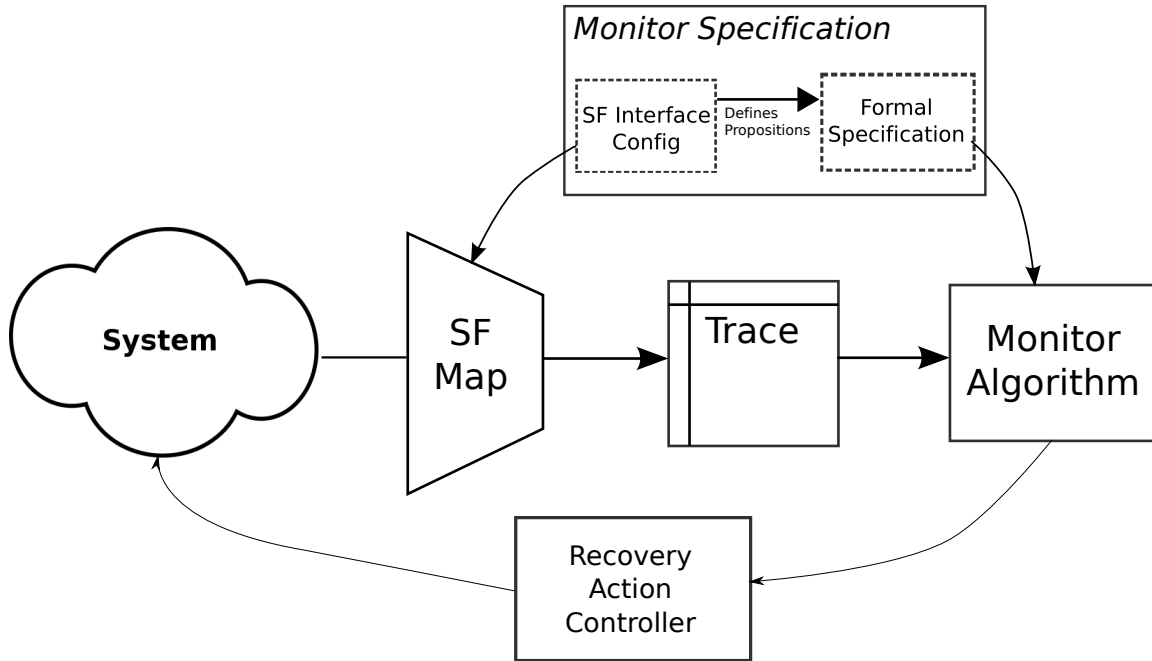 Monitor Specification
SF Interface
Config
Defines
Propositions
Formal
Specification
System
SF
Map
Trace
Monitor
Algorithm
Recovery
Action
Controller